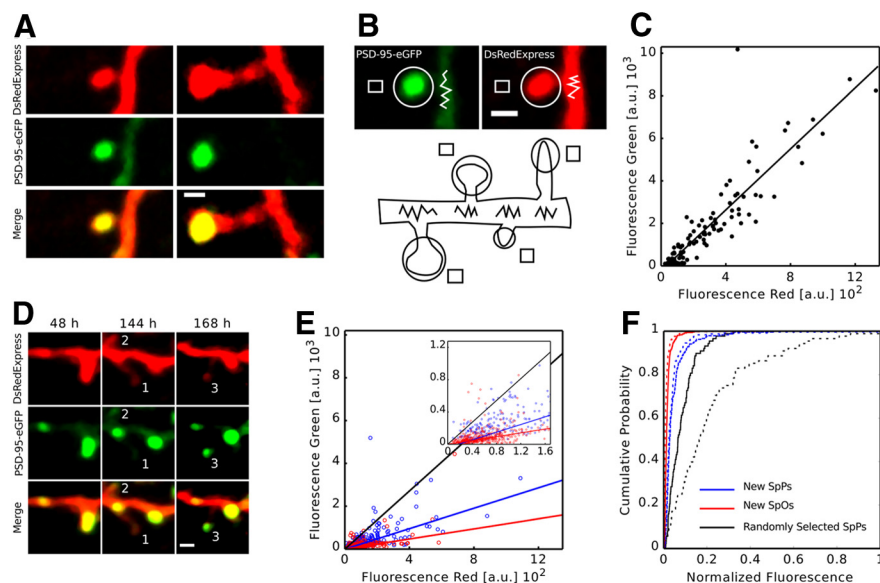 A
DsRedExpress
PSD-95-eGFP
Merge
B
PSD-95-eGFP
DsRedExpress
C
Fluorescence Green [a.u.] 10³
10
8
6
4
2
0
0 4 8 12
Fluorescence Red [a.u.] 10²
D
48 h 144 h 168 h
DsRedExpress
PSD-95-eGFP
Merge
2
1
3
2
1
3
2
1
3
E
Fluorescence Green [a.u.] 10³
10
8
6
4
2
0
0 4 8 12
Fluorescence Red [a.u.] 10²
1.2
0.8
0.4
0
0 0.4 0.8 1.2 1.6
F
Cumulative Probability
1
0.8
0.6
0.4
0.2
0
0 0.2 0.4 0.6 0.8 1
Normalized Fluorescence
New SpPs
New SpOs
Randomly Selected SpPs